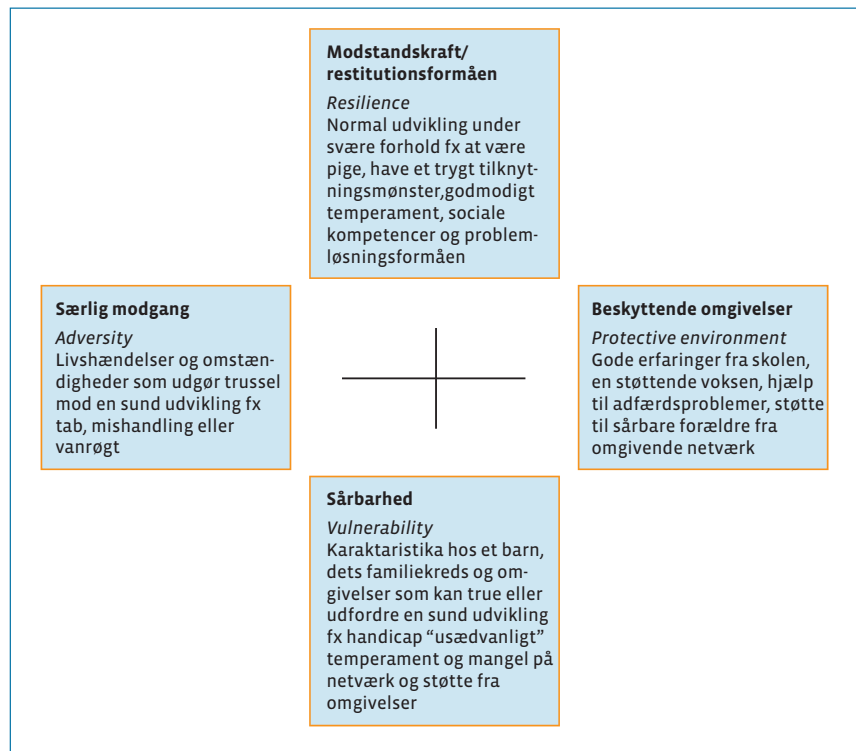 Modstandskraft/
restitutionsformåen
Resilience
Normal udvikling under
svære forhold fx at være
pige, have et trygt tilknyt-
ningsmønster,godmodigt
temperament, sociale
kompetencer og problem-
løsningsformåen
Særlig modgang
Adversity
Livshændelser og omstæn-
digheder som udgør trussel
mod en sund udvikling fx
tab, mishandling eller
vanrøgt
Beskyttende omgivelser
Protective environment
Gode erfaringer fra skolen,
en støttende voksen, hjælp
til adfærdsproblemer, støtte
til sårbare forældre fra
omgivende netværk
Sårbarhed
Vulnerability
Karaktaristika hos et barn,
dets familiekreds og om-
givelser som kan true eller
udfordre en sund udvikling
fx handicap “usædvanligt”
temperament og mangel på
netværk og støtte fra
omgivelser